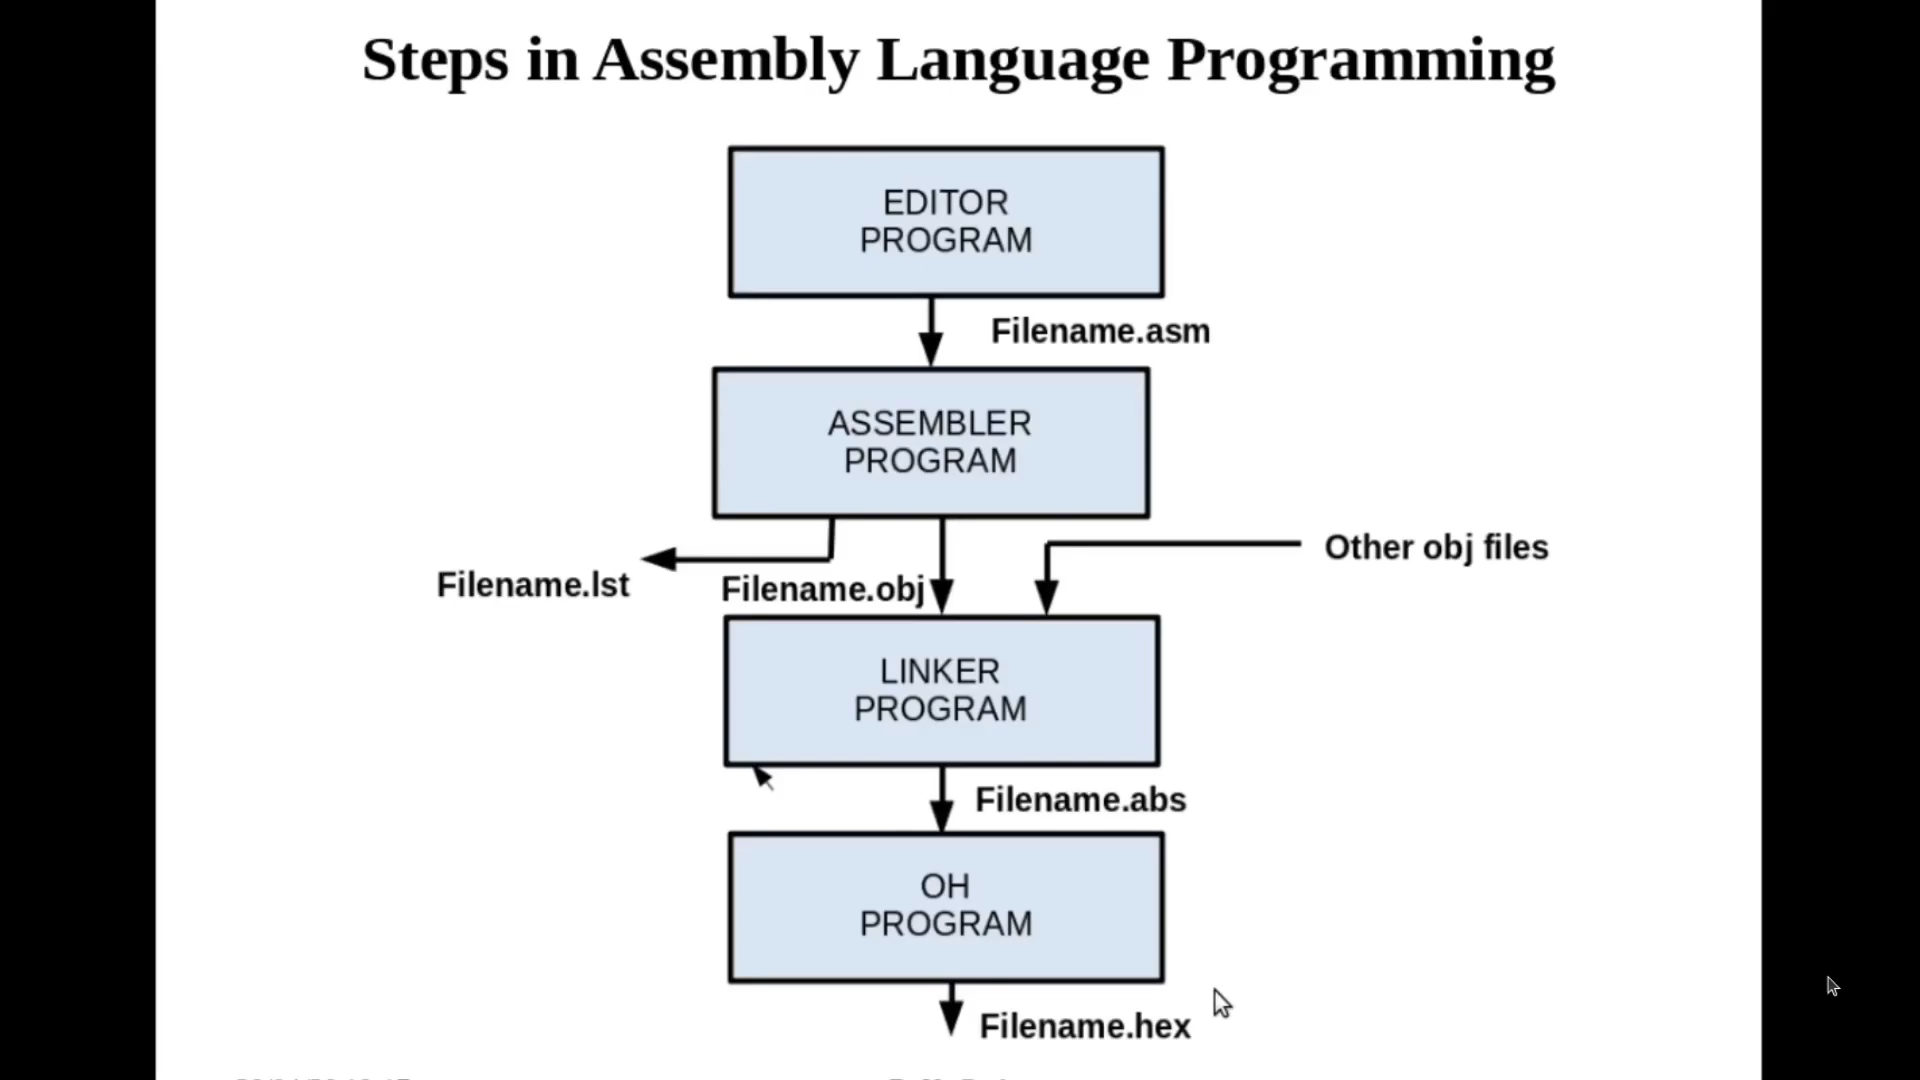 Steps in Assembly Language Programming
EDITOR
PROGRAM
Filename.asm
ASSEMBLER
PROGRAM
Other obj files
Filename.lst
Filename.obj
LINKER
PROGRAM
Filename.abs
OH
PROGRAM
Filename.hex